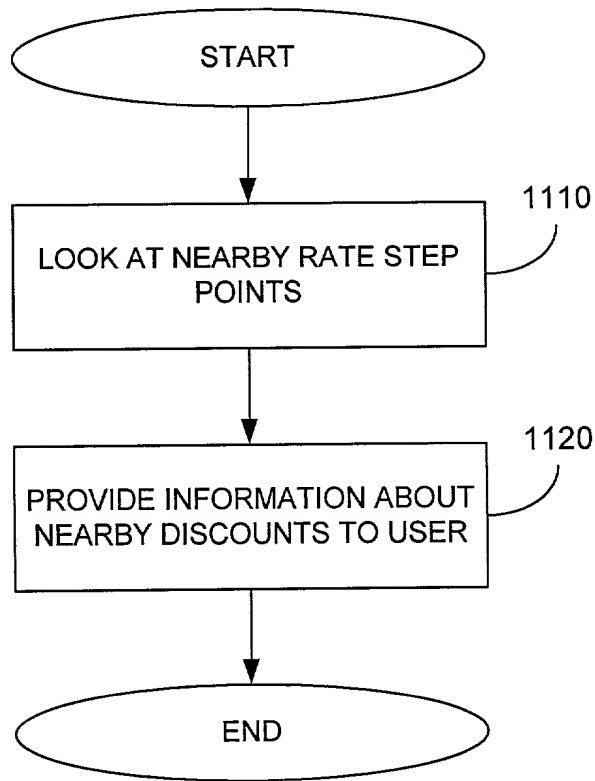 START
1110
LOOK AT NEARBY RATE STEP
POINTS
1120
PROVIDE INFORMATION ABOUT
NEARBY DISCOUNTS TO USER
END